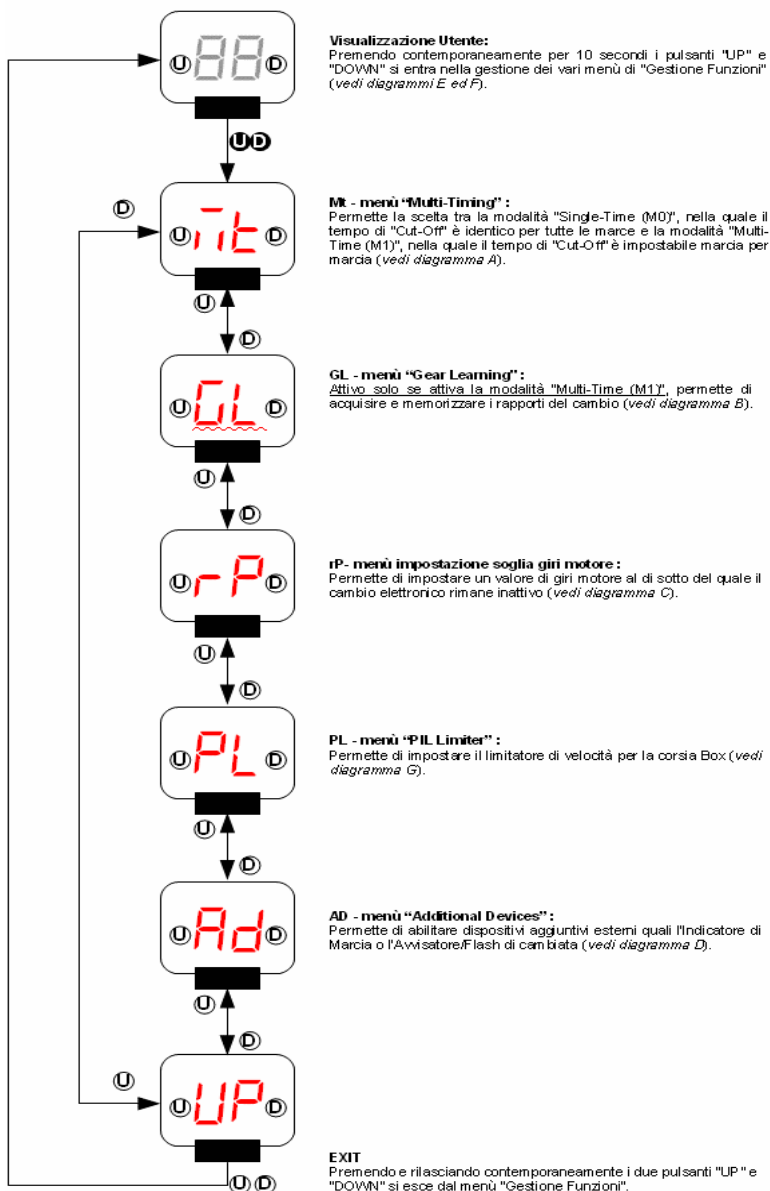 U 88 D
Visualizzazione Utente:
Premendo contemporaneamente per 10 secondi i pulsanti "UP" e
"DOWN" si entra nella gestione dei vari menù di "Gestione Funzioni"
(vedi diagrammi E ed F).
UD
D
U Mt D
Mt - menù “Multi-Timing” :
Permette la scelta tra la modalità "Single-Time (M0)", nella quale il
tempo di "Cut-Off" è identico per tutte le marce e la modalità "Multi-
Time (M1)", nella quale il tempo di "Cut-Off" è impostabile marcia per
marcia (vedi diagramma A).
U
D
U GL D
GL - menù “Gear Learning” :
Attivo solo se attiva la modalità "Multi-Time (M1)", permette di
acquisire e memorizzare i rapporti del cambio (vedi diagramma B).
U
D
U rP D
rP- menù impostazione soglia giri motore :
Permette di impostare un valore di giri motore al di sotto del quale il
cambio elettronico rimane inattivo (vedi diagramma C).
U
D
U PL D
PL - menù “PIL Limiter” :
Permette di impostare il limitatore di velocità per la corsia Box (vedi
diagramma G).
U
D
U Ad D
AD - menù “Additional Devices” :
Permette di abilitare dispositivi aggiuntivi esterni quali l'Indicatore di
Marcia o l'Avvisatore/Flash di cambiata (vedi diagramma D).
U
D
U
U UP D
EXIT
Premendo e rilasciando contemporaneamente i due pulsanti "UP" e
"DOWN" si esce dal menù "Gestione Funzioni".
U D